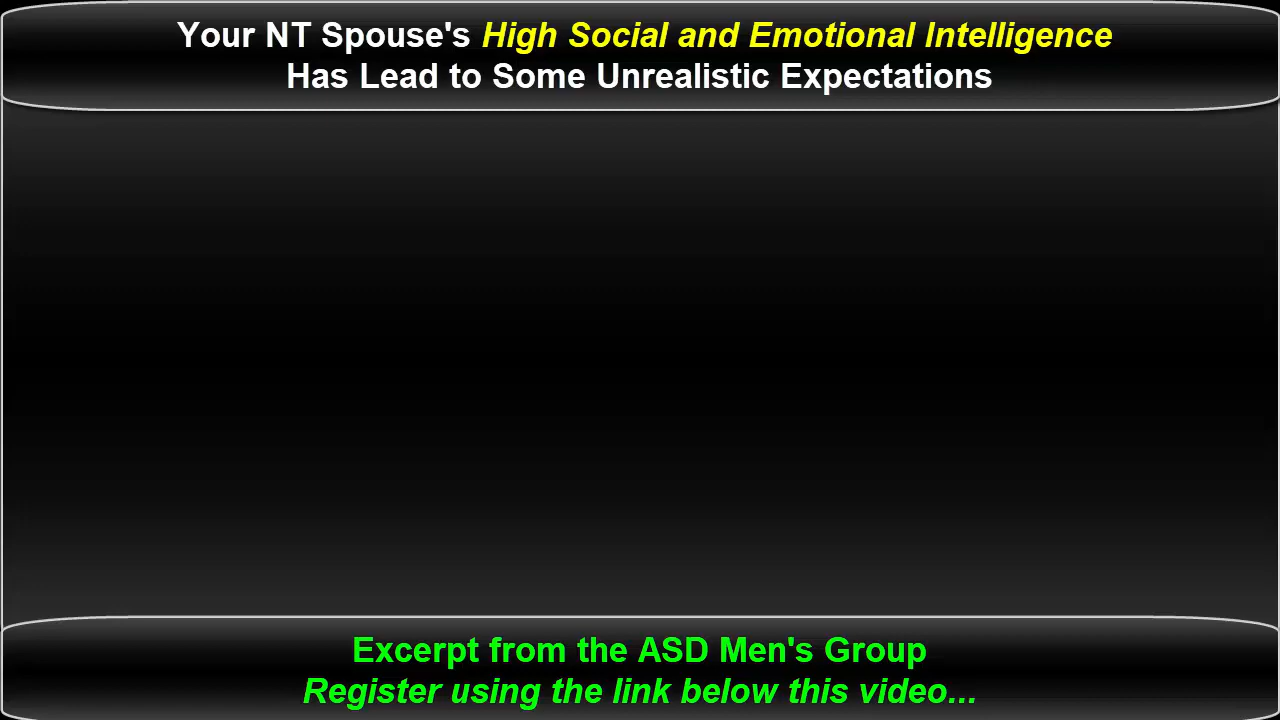 Your NT Spouse's High Social and Emotional Intelligence
Has Lead to Some Unrealistic Expectations
Excerpt from the ASD Men's Group
Register using the link below this video...